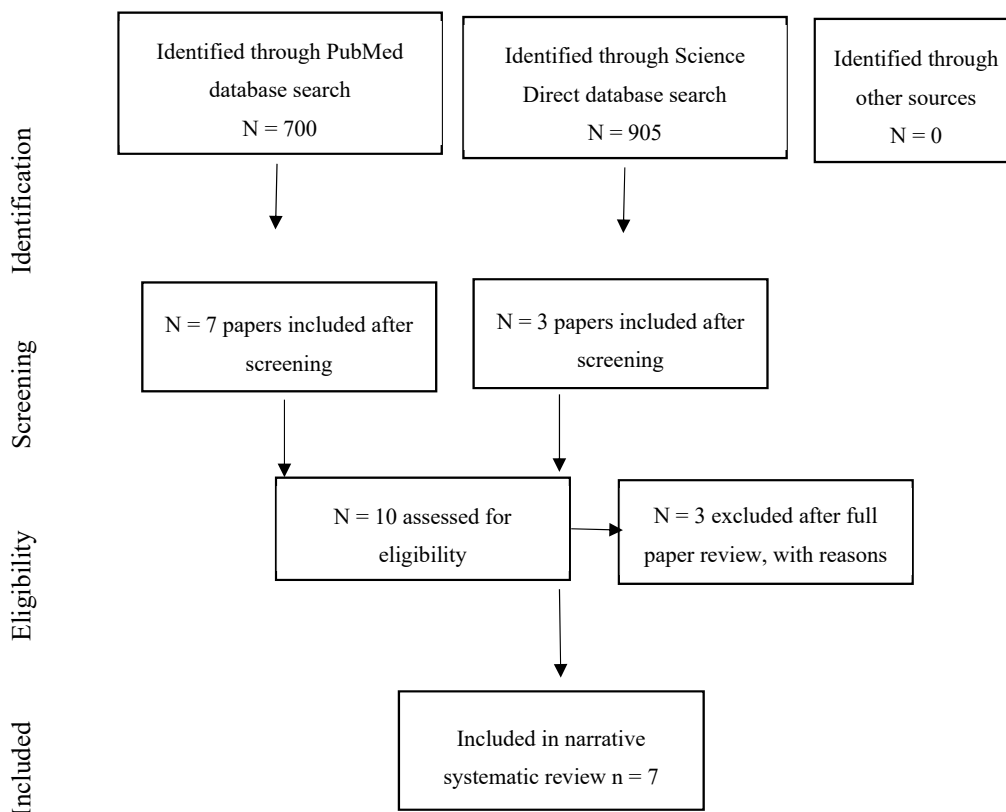 Identification
Identified through PubMed
database search
N = 700
Identified through Science
Direct database search
N = 905
Identified through
other sources
N = 0
Screening
N = 7 papers included after
screening
N = 3 papers included after
screening
Eligibility
N = 10 assessed for
eligibility
N = 3 excluded after full
paper review, with reasons
Included
Included in narrative
systematic review n = 7